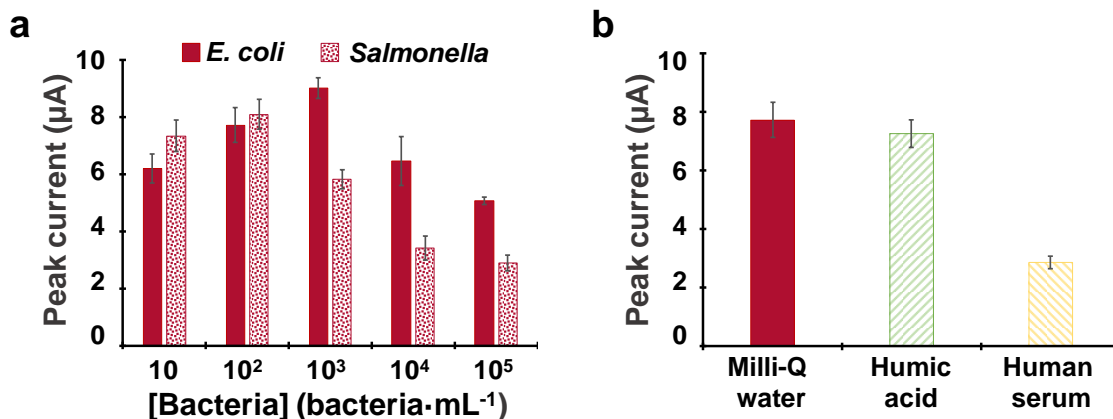 a
E. coli Salmonella
Peak current (µA)
10
8
6
4
2
0
10 10² 10³ 10⁴ 10⁵
[Bacteria] (bacteria·mL⁻¹)
b
Peak current (µA)
10
8
6
4
2
0
Milli-Q water
Humic acid
Human serum